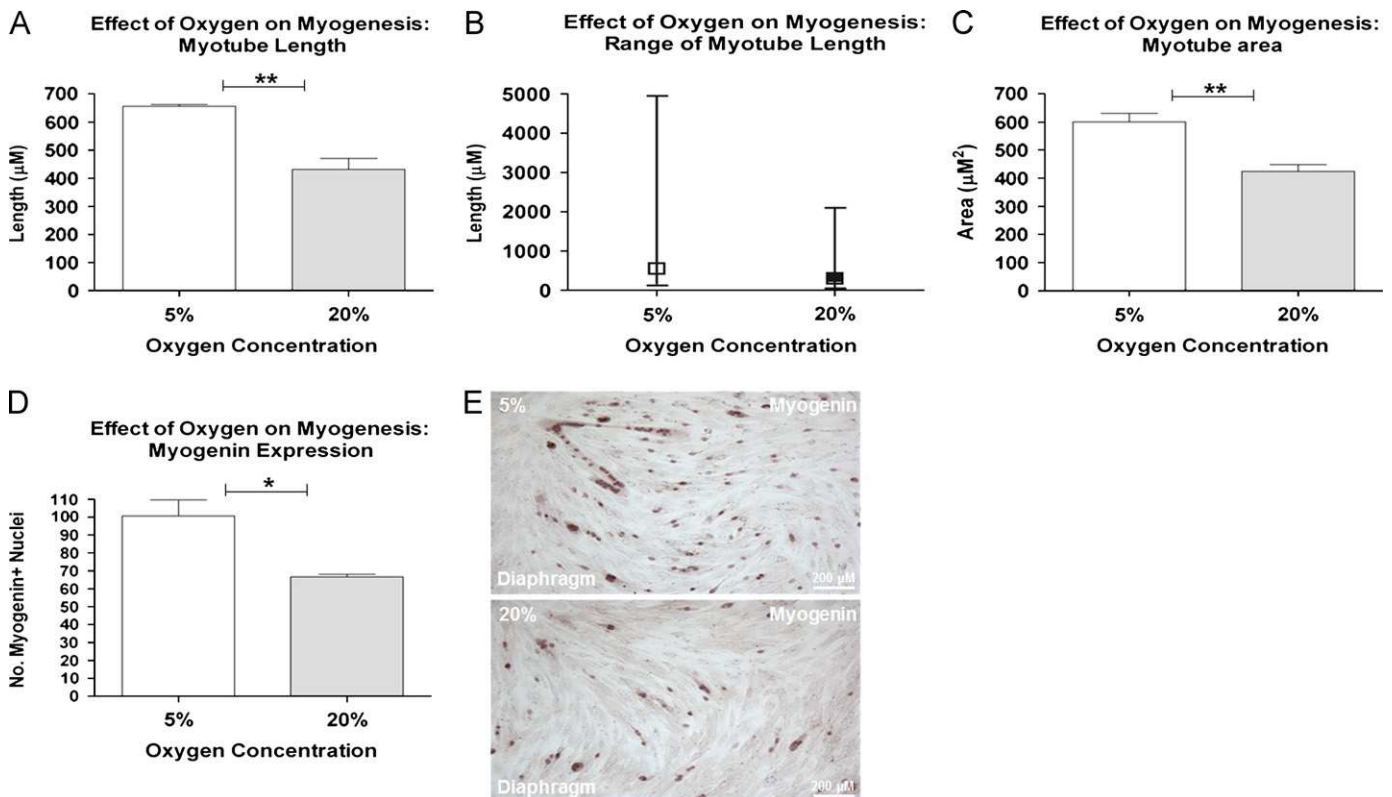 A
Effect of Oxygen on Myogenesis:
Myotube Length
**
Length (μM)
700
600
500
400
300
200
100
0
5%
20%
Oxygen Concentration
B
Effect of Oxygen on Myogenesis:
Range of Myotube Length
Length (μM)
5000
4000
3000
2000
1000
0
5%
20%
Oxygen Concentration
C
Effect of Oxygen on Myogenesis:
Myotube area
**
Area (μM²)
700
600
500
400
300
200
100
0
5%
20%
Oxygen Concentration
D
Effect of Oxygen on Myogenesis:
Myogenin Expression
*
No. Myogenin+ Nuclei
110
100
90
80
70
60
50
40
30
20
10
0
5%
20%
Oxygen Concentration
E
5%
Myogenin
Diaphragm
200 μM
20%
Myogenin
Diaphragm
200 μM